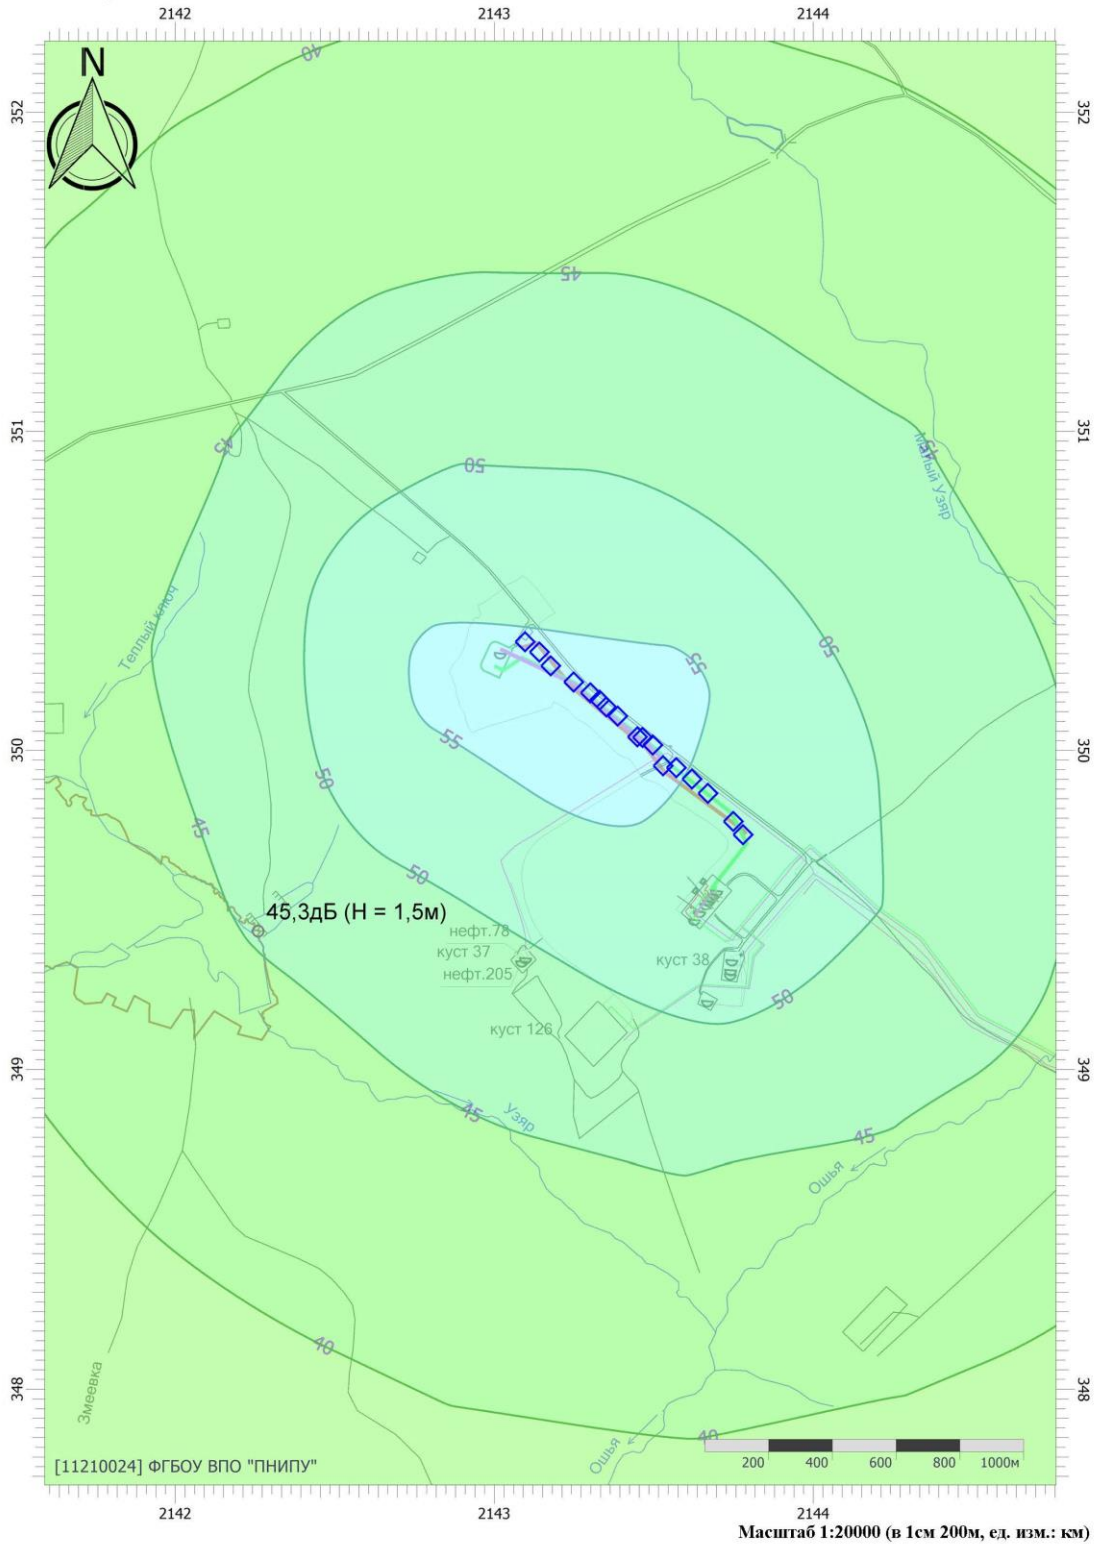 2142 2143 2144
40
N
352 352
45
351 351
45 45
Малый Узяр
50
Теплый ключ
50
55
55
350 350
50
45
50
45,3дБ (H = 1,5м)
нефт.78
куст 37
куст 38
нефт.205
50
куст 126
349 349
45
Узяр
45
Ошья
40
348 348
Змеевка
40
Ошья
200 400 600 800 1000м
[11210024] ФГБОУ ВПО "ПНИПУ"
2142 2143 2144
Масштаб 1:20000 (в 1см 200м, ед. изм.: км)